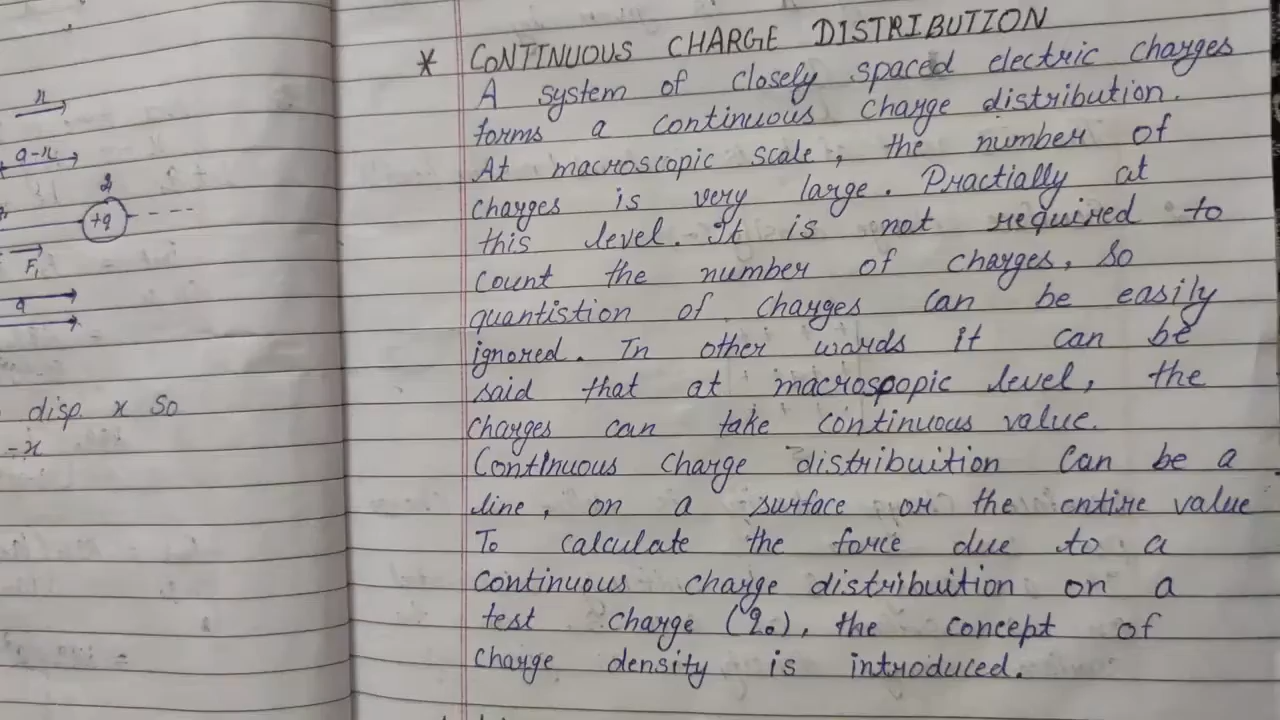 x
a-x
2
+q
F₁
a
disp. x so
-x
* CONTINUOUS CHARGE DISTRIBUTION
A system of closely spaced electric charges
forms a continuous charge distribution.
At macroscopic scale, the number of
charges is very large. Practially at
this level. It is not required to
count the number of charges, so
quantistion of charges can be easily
ignored. In other wards it can be
said that at macrospopic level, the
charges can take continuous value.
Continuous charge distribuition can be a
line, on a surface or the entire value
To calculate the force due to a
continuous charge distribuition on a
test charge (q₀), the concept of
charge density is introduced.